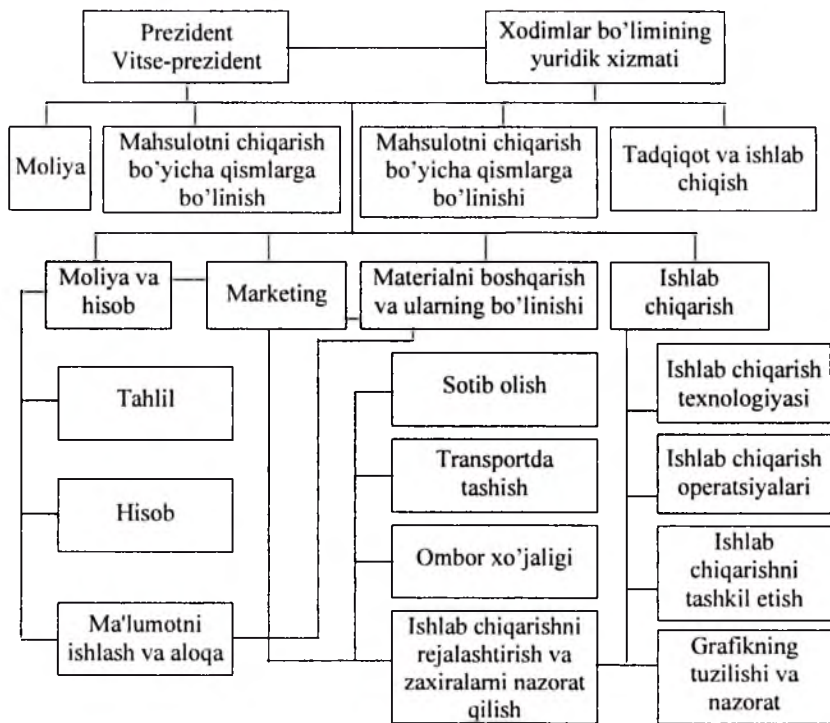 Prezident
Vitse-prezident
Xodimlar bo'limining
yuridik xizmati
Moliya
Mahsulotni chiqarish
bo'yicha qismlarga
bo'linish
Mahsulotni chiqarish
bo'yicha qismlarga
bo'linishi
Tadqiqot va ishlab
chiqish
Moliya va
hisob
Marketing
Materialni boshqarish
va ularning bo'linishi
Ishlab
chiqarish
Tahlil
Hisob
Ma'lumotni
ishlash va aloqa
Sotib olish
Transportda
tashish
Ombor xo'jaligi
Ishlab chiqarishni
rejalashtirish va
zaxiralarni nazorat
qilish
Ishlab chiqarish
texnologiyasi
Ishlab chiqarish
operatsiyalari
Ishlab
chiqarishni
tashkil etish
Grafikning
tuzilishi va
nazorat